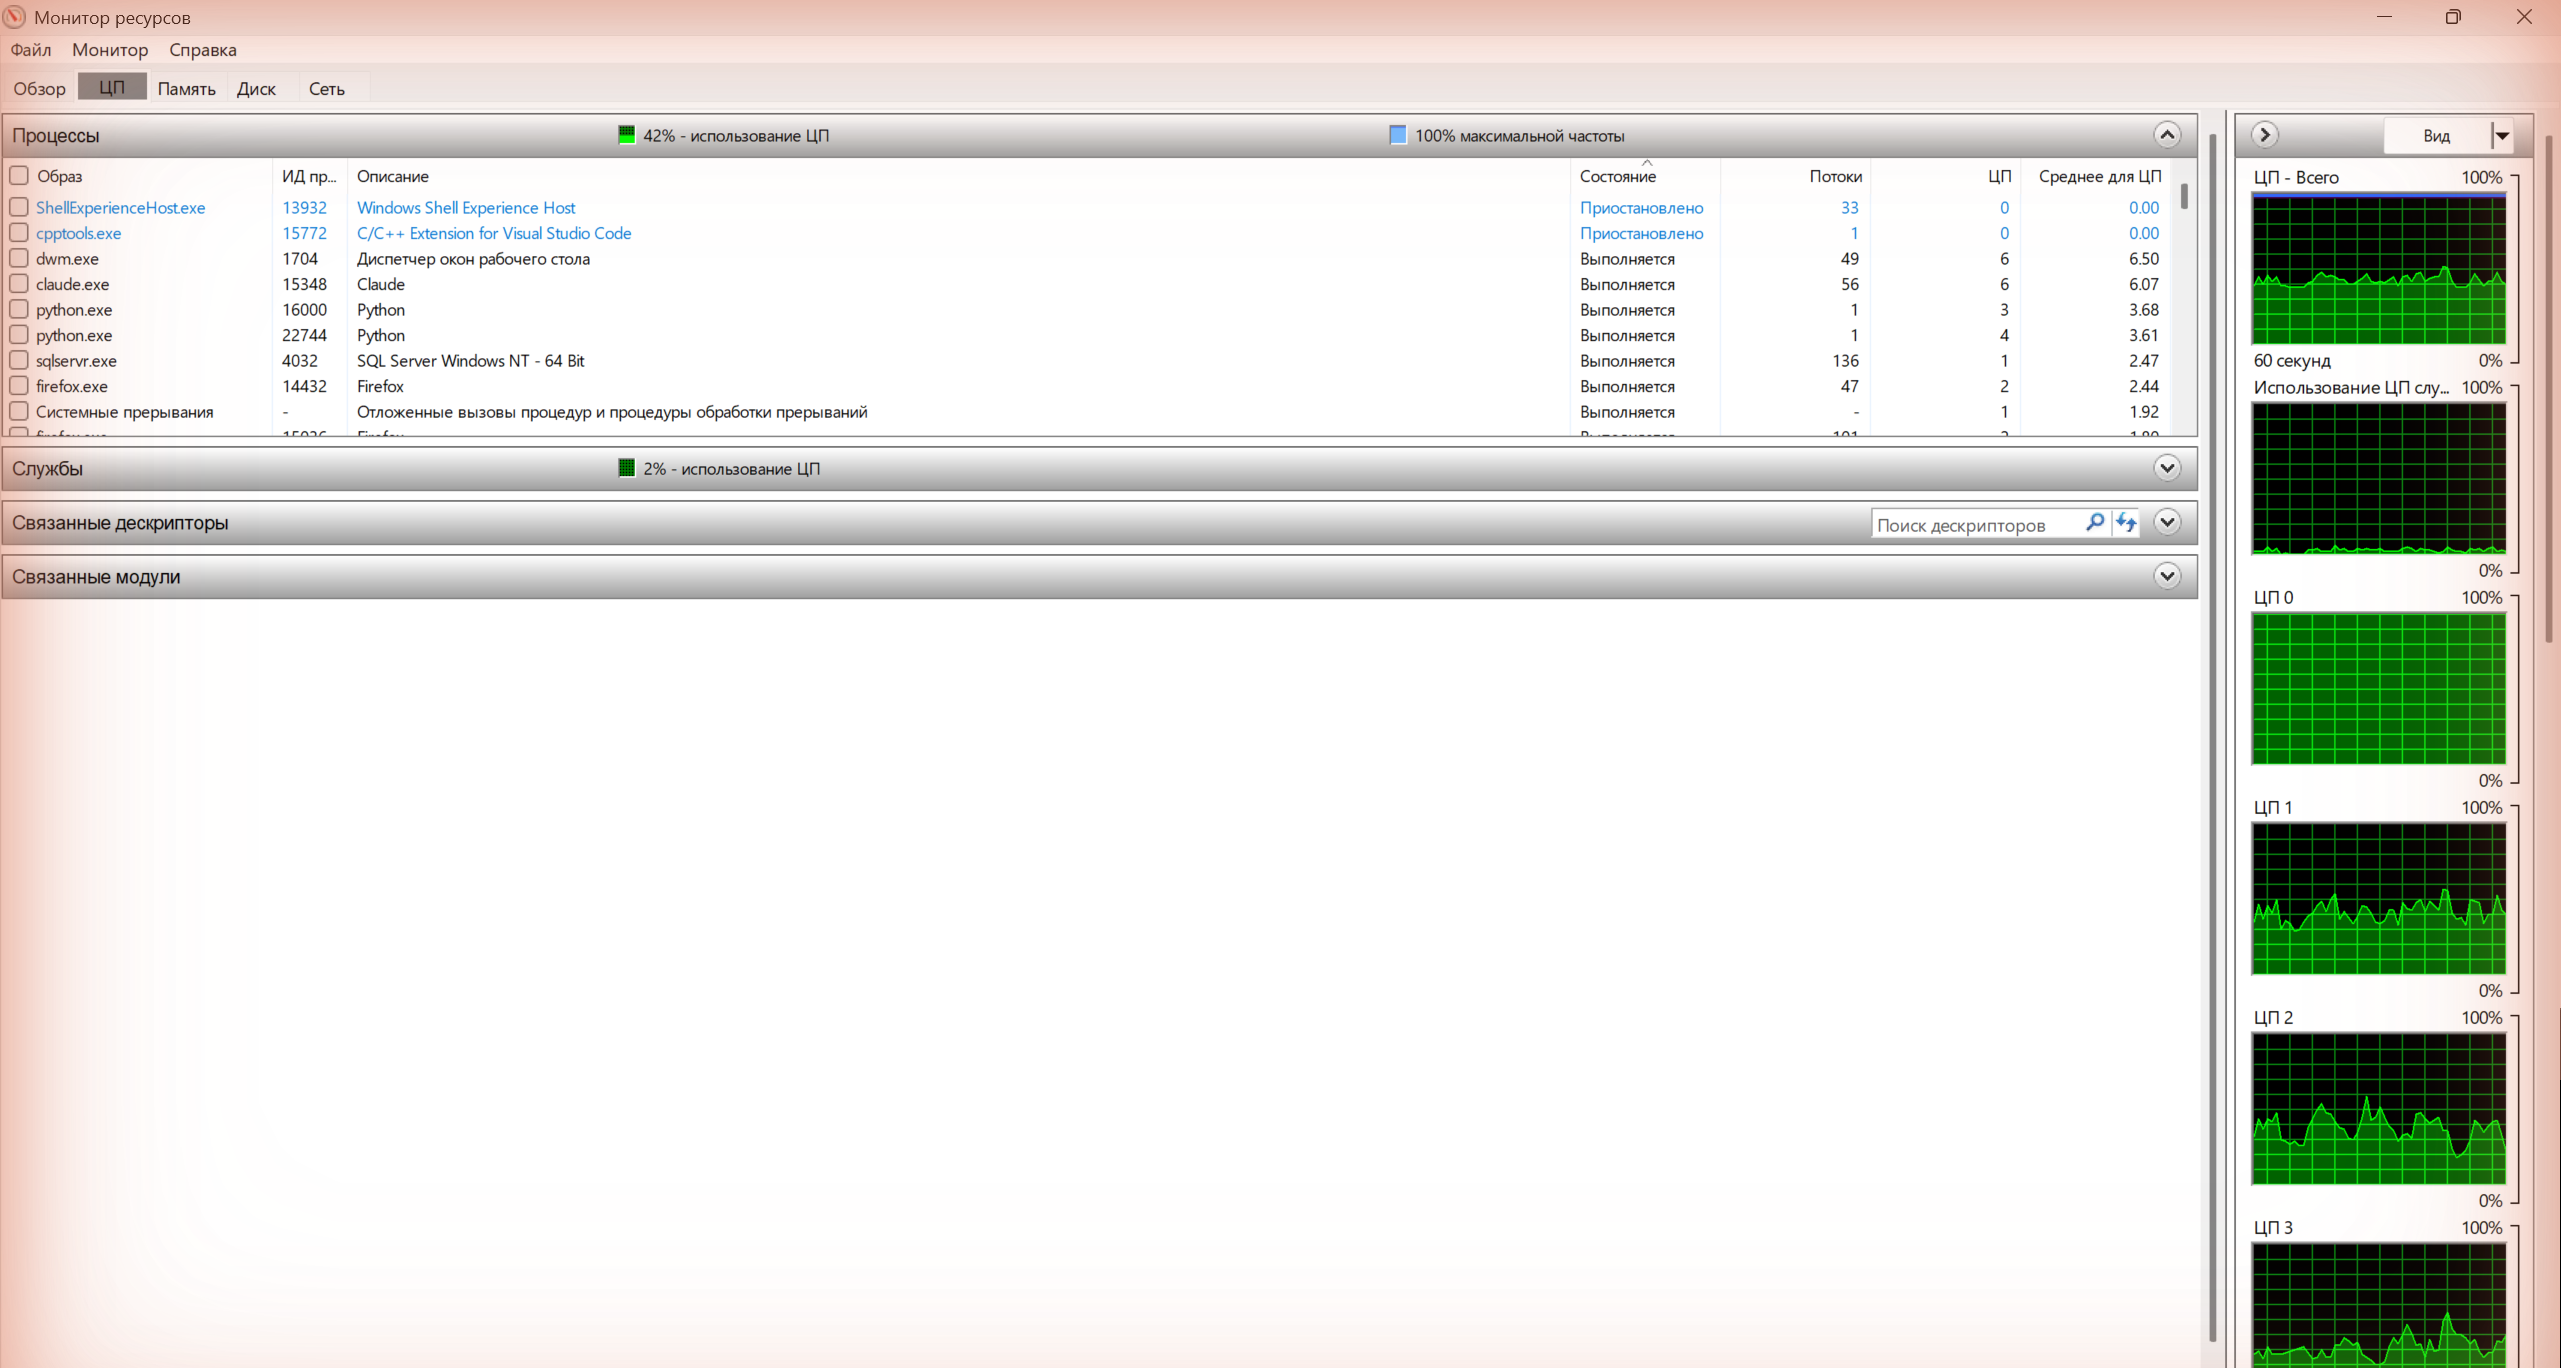 Монитор ресурсов
Файл Монитор Справка
Обзор ЦП Память Диск Сеть
Процессы 42% - использование ЦП 100% максимальной частоты
Образ ИД пр... Описание Состояние Потоки ЦП Среднее для ЦП
ShellExperienceHost.exe 13932 Windows Shell Experience Host Приостановлено 33 0 0.00
cpptools.exe 15772 C/C++ Extension for Visual Studio Code Приостановлено 1 0 0.00
dwm.exe 1704 Диспетчер окон рабочего стола Выполняется 49 6 6.50
claude.exe 15348 Claude Выполняется 56 6 6.07
python.exe 16000 Python Выполняется 1 3 3.68
python.exe 22744 Python Выполняется 1 4 3.61
sqlservr.exe 4032 SQL Server Windows NT - 64 Bit Выполняется 136 1 2.47
firefox.exe 14432 Firefox Выполняется 47 2 2.44
Системные прерывания - Отложенные вызовы процедур и процедуры обработки прерываний Выполняется - 1 1.92
Службы 2% - использование ЦП
Связанные дескрипторы Поиск дескрипторов
Связанные модули
Вид
ЦП - Всего 100%
60 секунд 0%
Использование ЦП слу... 100%
0%
ЦП 0 100%
0%
ЦП 1 100%
0%
ЦП 2 100%
0%
ЦП 3 100%